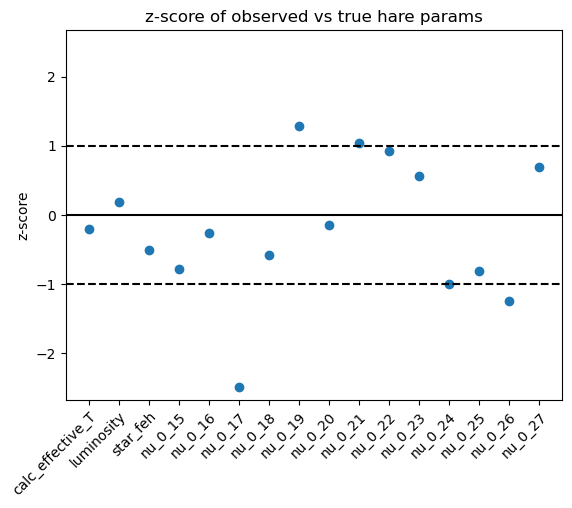 z-score of observed vs true hare params
z-score
2
1
0
−1
−2
calc_effective_T
luminosity
star_feh
nu_0_15
nu_0_16
nu_0_17
nu_0_18
nu_0_19
nu_0_20
nu_0_21
nu_0_22
nu_0_23
nu_0_24
nu_0_25
nu_0_26
nu_0_27